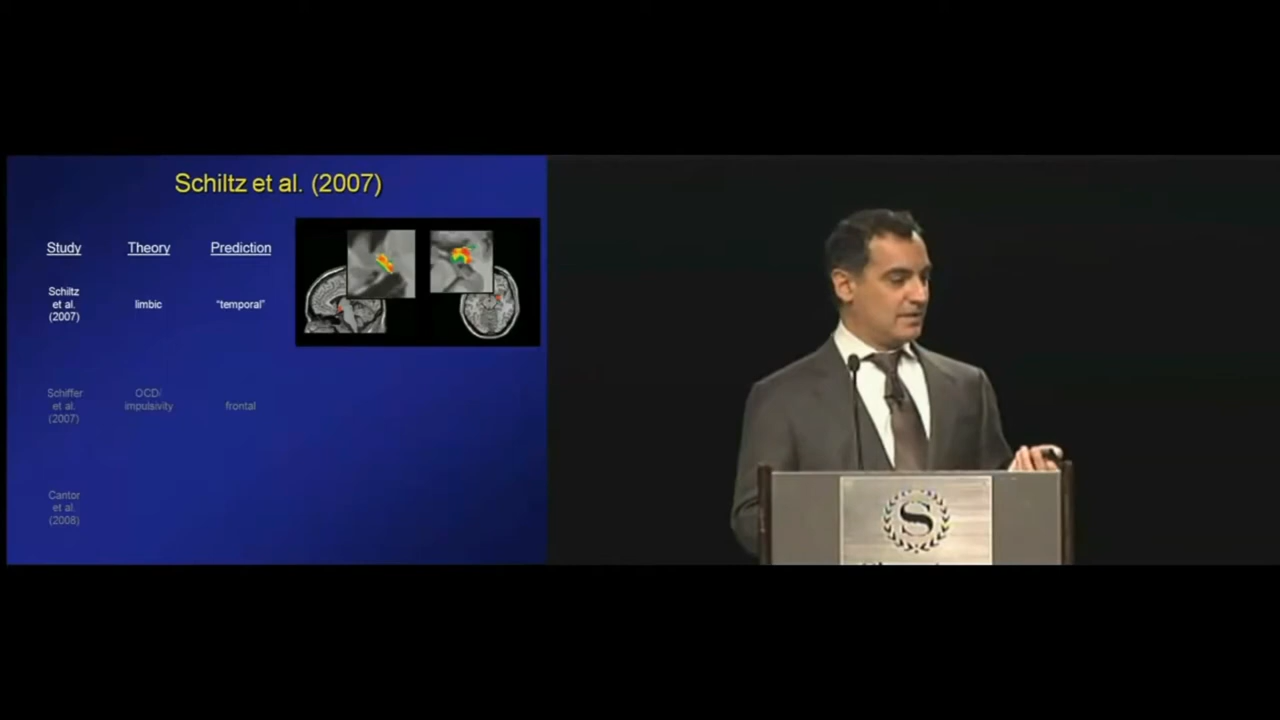 Schiltz et al. (2007)
Study Theory Prediction
Schiltz
et al.
(2007)
limbic
“temporal”
Schiffer
et al.
(2007)
OCD/
impulsivity
frontal
Cantor
et al.
(2008)
S